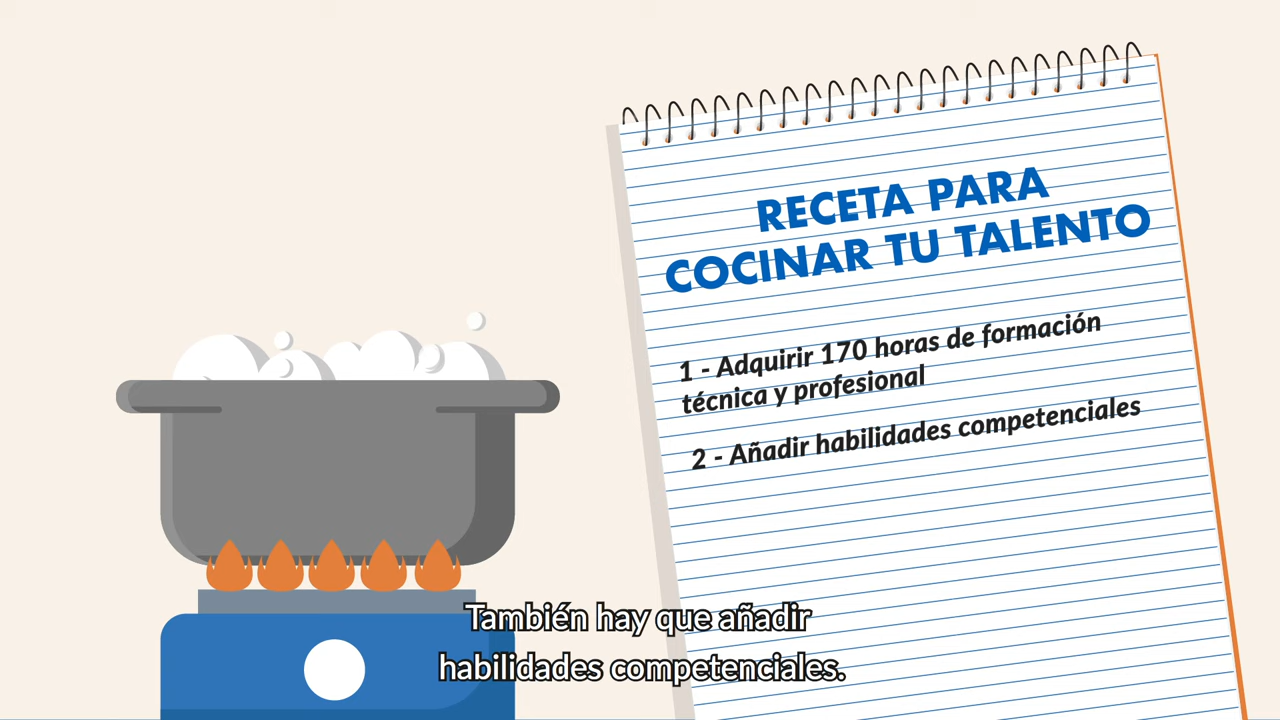 RECETA PARA
COCINAR TU TALENTO
1 - Adquirir 170 horas de formación
técnica y profesional
2 - Añadir habilidades competenciales
También hay que añadir
habilidades competenciales.